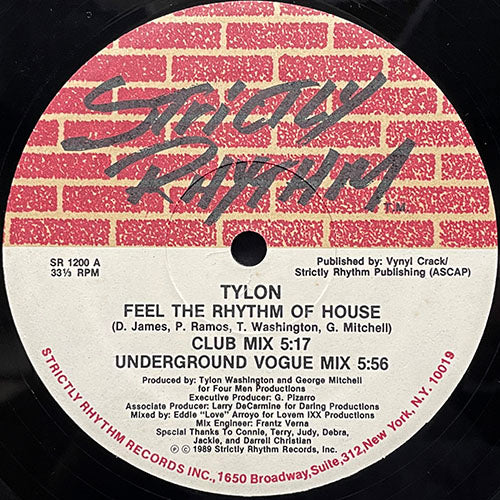 STRICTLY
RHYTHM
T.M.
SR 1200 A
33⅓ RPM
Published by: Vynyl Crack/
Strictly Rhythm Publishing (ASCAP)
TYLON
FEEL THE RHYTHM OF HOUSE
(D. James, P. Ramos, T. Washington, G. Mitchell)
CLUB MIX 5:17
UNDERGROUND VOGUE MIX 5:56
Produced by: Tylon Washington and George Mitchell
for Four Men Productions
Executive Producer: G. Pizarro
Associate Producer: Larry DeCarmine for Daring Productions
Mixed by: Eddie "Love" Arroyo for Lovem IXX Productions
Mix Engineer: Frantz Verna
Special Thanks To Connie, Terry, Judy, Debra,
Jackie, and Darrell Christian
℗ © 1989 Strictly Rhythm Records
STRICTLY RHYTHM RECORDS INC., 1650 Broadway, Suite, 312, New York, N.Y. 10019